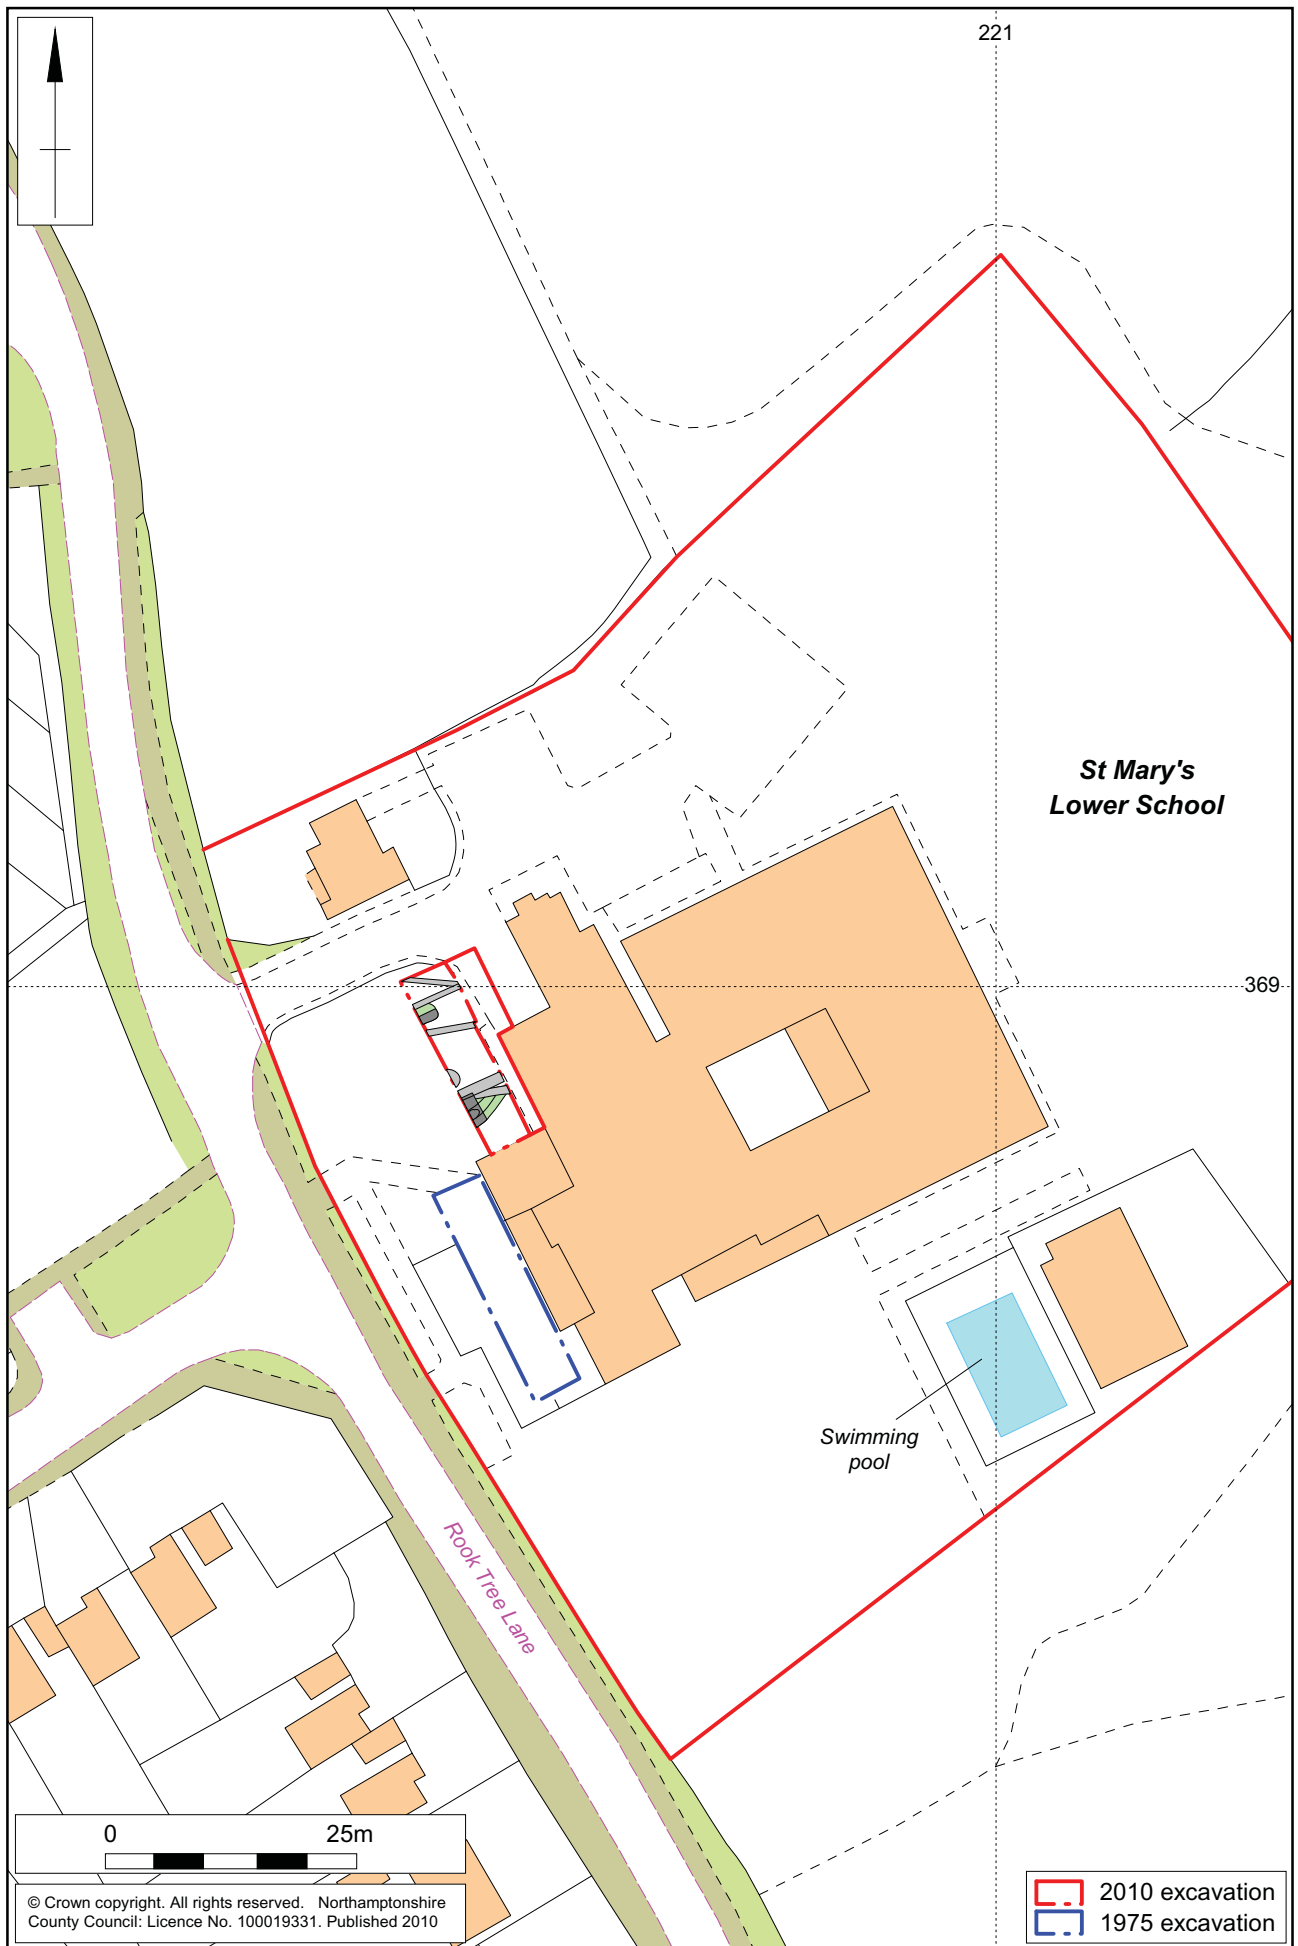 221
St Mary's
Lower School
369
Swimming
pool
Rook Tree Lane
0 25m
© Crown copyright. All rights reserved. Northamptonshire
County Council: Licence No. 100019331. Published 2010
2010 excavation
1975 excavation